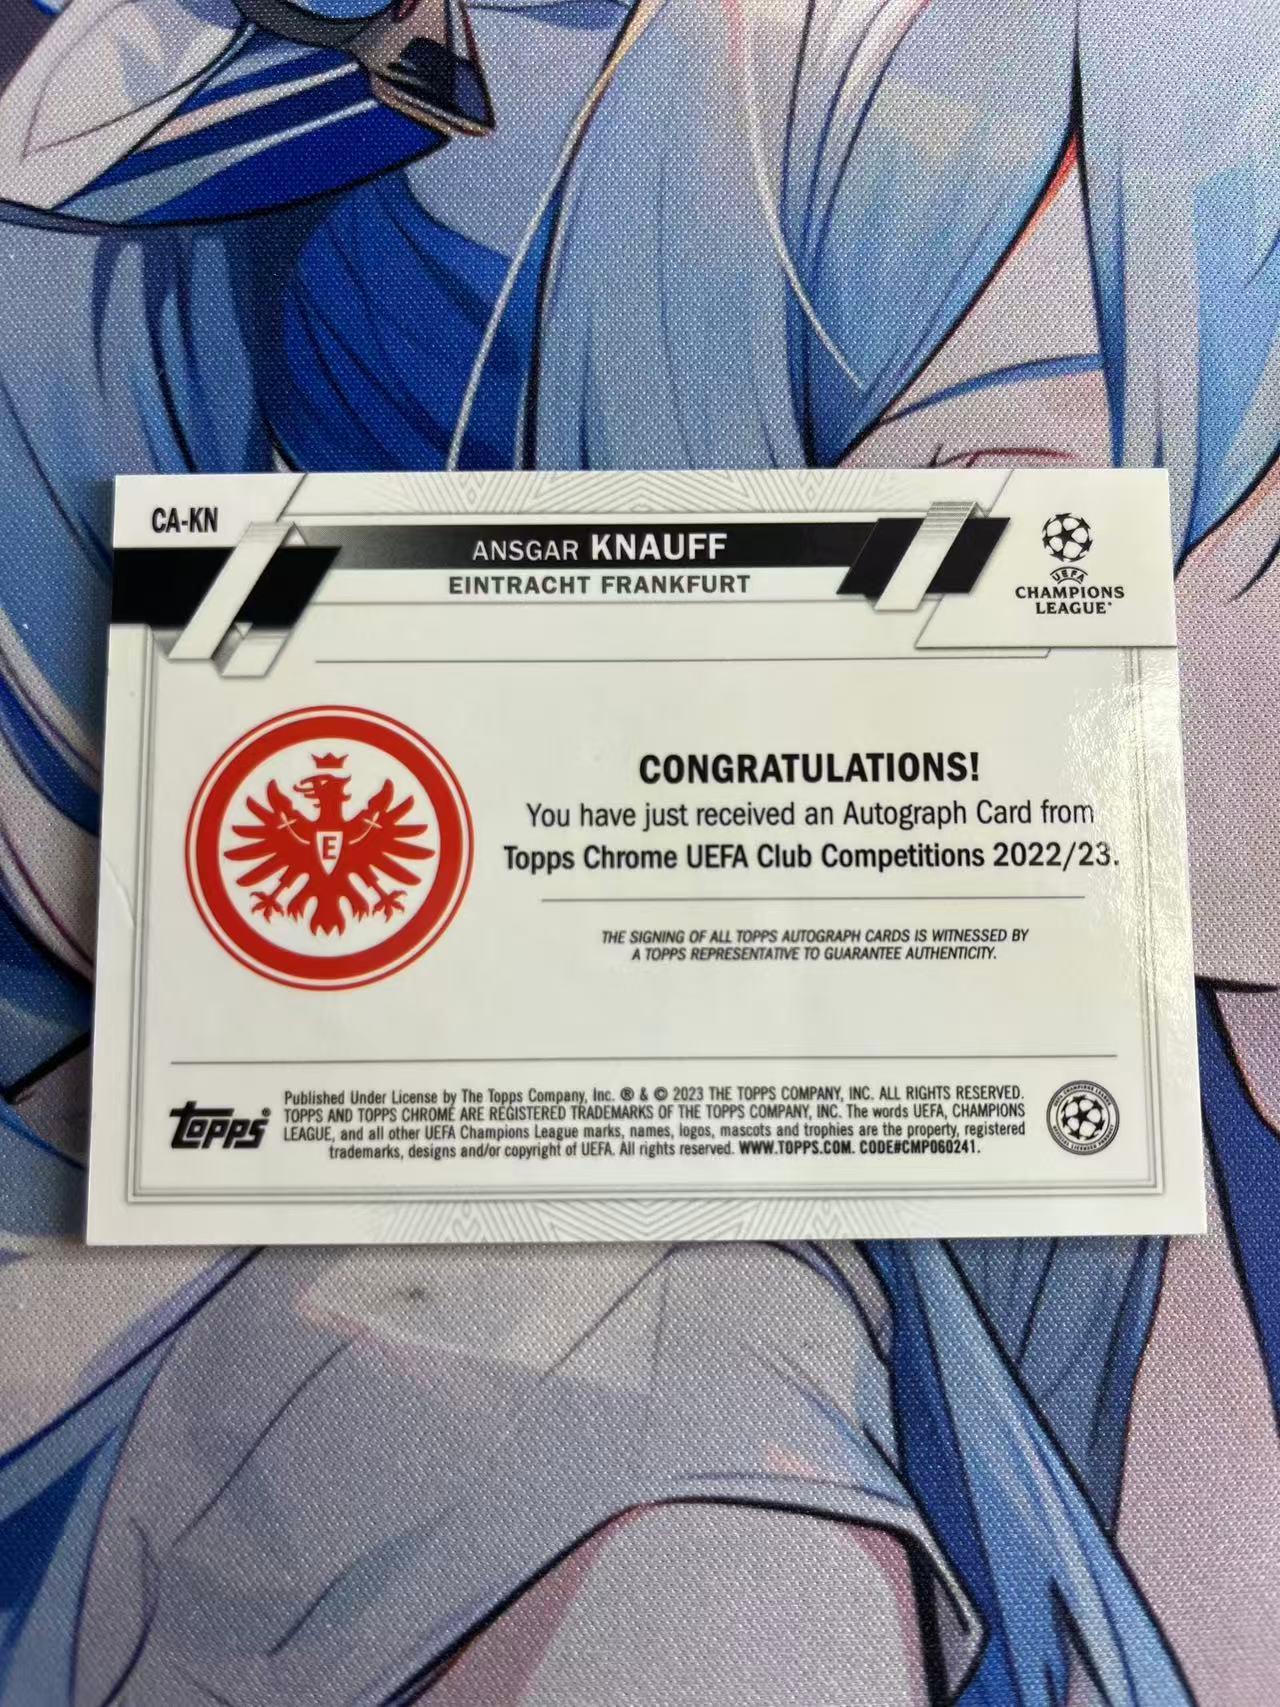 CA-KN
ANSGAR KNAUFF
EINTRACHT FRANKFURT
UEFA
CHAMPIONS
LEAGUE®
E
CONGRATULATIONS!
You have just received an Autograph Card from
Topps Chrome UEFA Club Competitions 2022/23.
THE SIGNING OF ALL TOPPS AUTOGRAPH CARDS IS WITNESSED BY
A TOPPS REPRESENTATIVE TO GUARANTEE AUTHENTICITY.
topps®
Published Under License by The Topps Company, Inc. ® & © 2023 THE TOPPS COMPANY, INC. ALL RIGHTS RESERVED.
TOPPS AND TOPPS CHROME ARE REGISTERED TRADEMARKS OF THE TOPPS COMPANY, INC. The words UEFA, CHAMPIONS
LEAGUE, and all other UEFA Champions League marks, names, logos, mascots and trophies are the property, registered
trademarks, designs and/or copyright of UEFA. All rights reserved. WWW.TOPPS.COM. CODE#CMP060241.